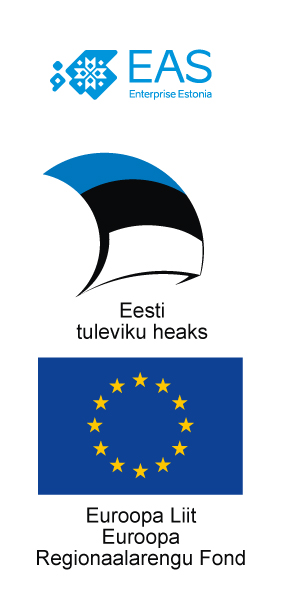 EAS
Enterprise Estonia
Eesti
tuleviku heaks
Euroopa Liit
Euroopa
Regionaalarengu Fond